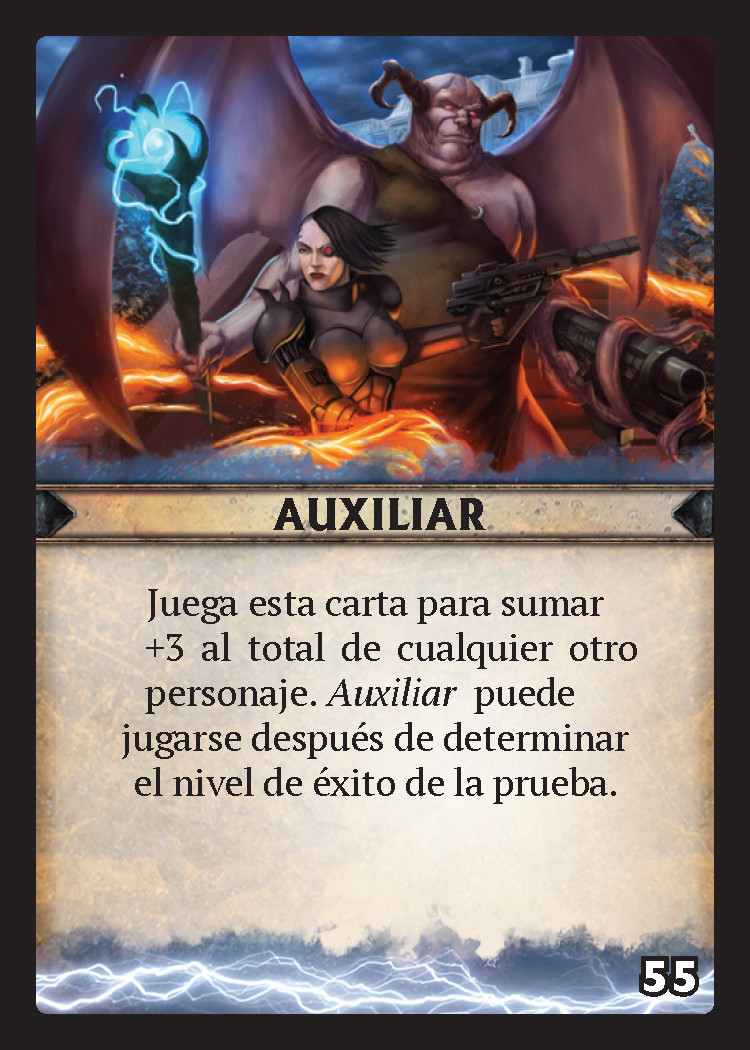 AUXILIAR
Juega esta carta para sumar
+3 al total de cualquier otro
personaje. Auxiliar puede
jugarse después de determinar
el nivel de éxito de la prueba.
55